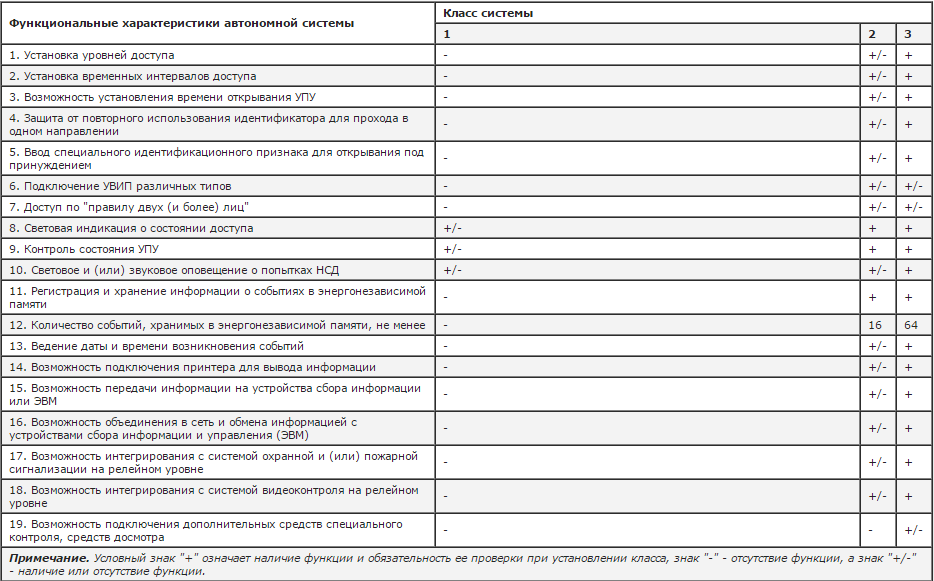 Функциональные характеристики автономной системы
Класс системы
1 2 3
1. Установка уровней доступа - +/- +
2. Установка временных интервалов доступа - +/- +
3. Возможность установления времени открывания УПУ - +/- +
4. Защита от повторного использования идентификатора для прохода в
одном направлении - +/- +
5. Ввод специального идентификационного признака для открывания под
принуждением - +/- +
6. Подключение УВИП различных типов - +/- +/-
7. Доступ по "правилу двух (и более) лиц" - +/- +/-
8. Световая индикация о состоянии доступа +/- + +
9. Контроль состояния УПУ +/- + +
10. Световое и (или) звуковое оповещение о попытках НСД +/- +/- +
11. Регистрация и хранение информации о событиях в энергонезависимой
памяти - + +
12. Количество событий, хранимых в энергонезависимой памяти, не менее - 16 64
13. Ведение даты и времени возникновения событий - +/- +
14. Возможность подключения принтера для вывода информации - +/- +
15. Возможность передачи информации на устройства сбора информации
или ЭВМ - +/- +
16. Возможность объединения в сеть и обмена информацией с
устройствами сбора информации и управления (ЭВМ) - +/- +
17. Возможность интегрирования с системой охранной и (или) пожарной
сигнализации на релейном уровне - +/- +
18. Возможность интегрирования с системой видеоконтроля на релейном
уровне - +/- +
19. Возможность подключения дополнительных средств специального
контроля, средств досмотра - - +/-
Примечание. Условный знак "+" означает наличие функции и обязательность ее проверки при установлении класса, знак "-" - отсутствие функции, а знак "+/-"
- наличие или отсутствие функции.